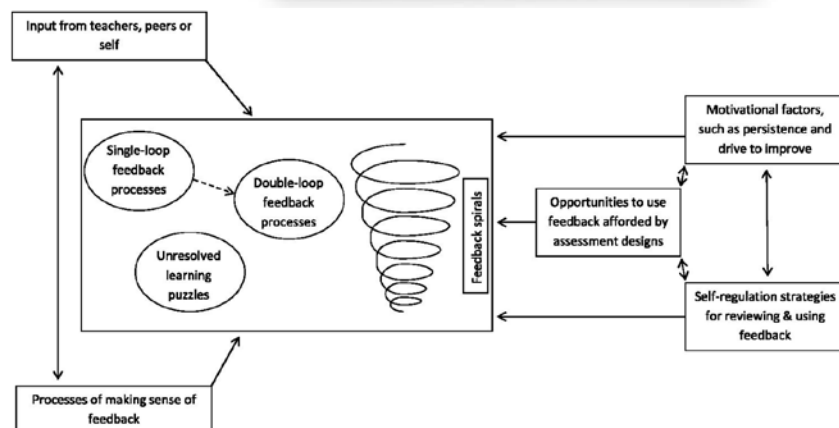 Input from teachers, peers or
self
Single-loop
feedback
processes
Double-loop
feedback
processes
Unresolved
learning
puzzles
Feedback spirals
Motivational factors,
such as persistence and
drive to improve
Opportunities to use
feedback afforded by
assessment designs
Self-regulation strategies
for reviewing & using
feedback
Processes of making sense of
feedback